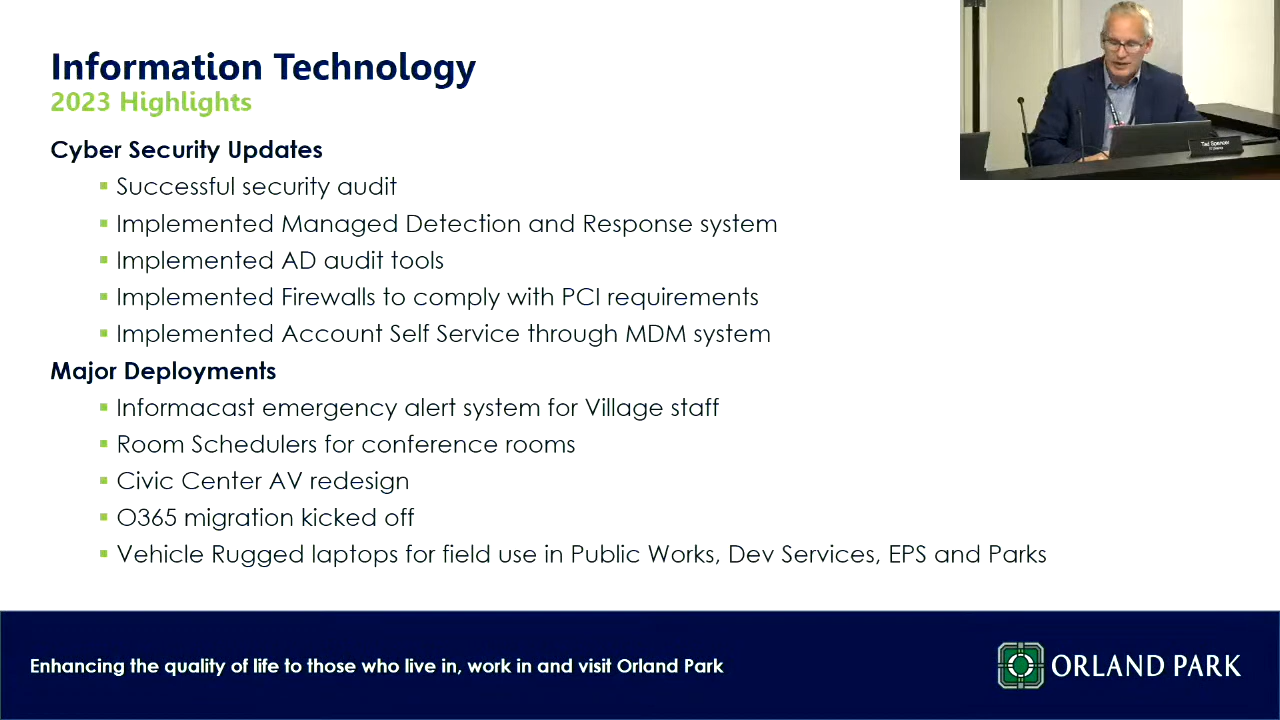 Information Technology
2023 Highlights
Cyber Security Updates
Successful security audit
Implemented Managed Detection and Response system
Implemented AD audit tools
Implemented Firewalls to comply with PCI requirements
Implemented Account Self Service through MDM system
Major Deployments
Informacast emergency alert system for Village staff
Room Schedulers for conference rooms
Civic Center AV redesign
O365 migration kicked off
Vehicle Rugged laptops for field use in Public Works, Dev Services, EPS and Parks
Enhancing the quality of life to those who live in, work in and visit Orland Park
ORLAND PARK